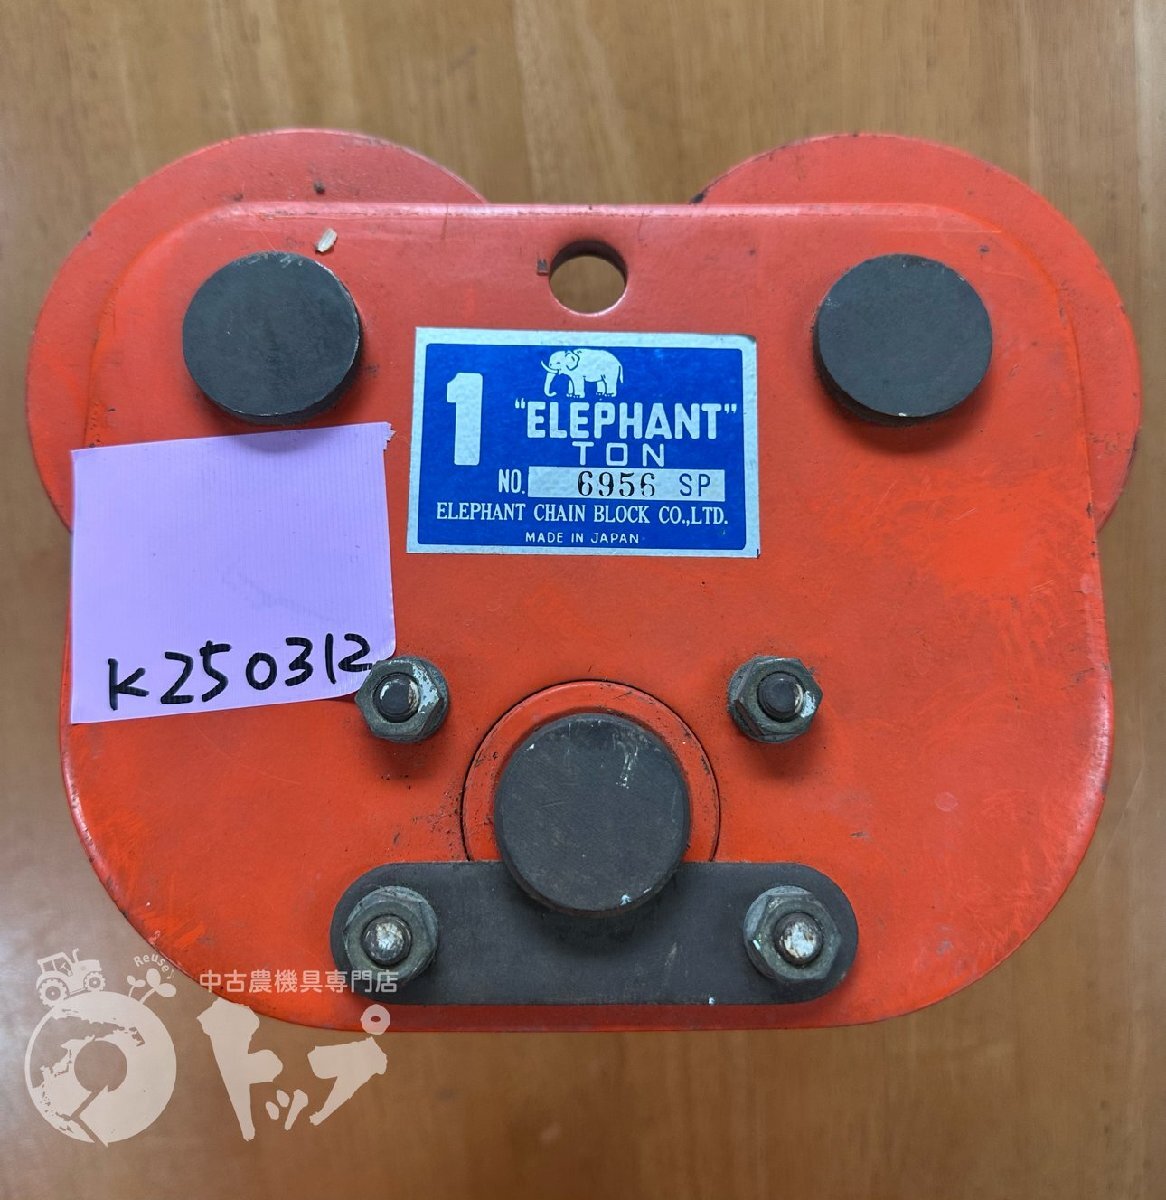 1
"ELEPHANT"
TON
NO. 6956 SP
ELEPHANT CHAIN BLOCK CO.,LTD.
MADE IN JAPAN
K250312
Reuse♪
中古農機具専門店
トップ